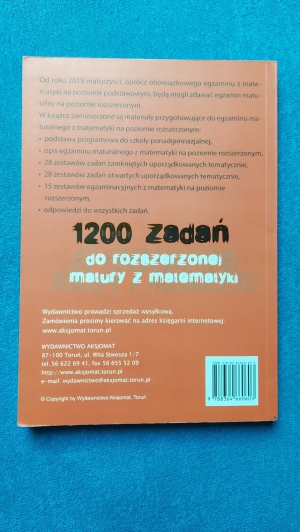 Od roku 2015 maturzyści, oprócz obowiązkowego egzaminu z mate-
matyki na poziomie podstawowym, będą mogli zdawać egzamin matu-
ralny na poziomie rozszerzonym.
W książce zamieszczone są materiały przygotowujące do egzaminu ma-
turalnego z matematyki na poziomie rozszerzonym:
• podstawa programowa do szkoły ponadgimnazjalnej,
• opis egzaminu maturalnego z matematyki na poziomie rozszerzonym,
• 28 zestawów zadań zamkniętych uporządkowanych tematycznie,
• 28 zestawów zadań otwartych uporządkowanych tematycznie,
• 15 zestawów egzaminacyjnych z matematyki na poziomie
rozszerzonym,
• odpowiedzi do wszystkich zadań.
1200 zadań
do rozszerzonej
matury z matematyki
Wydawnictwo prowadzi sprzedaż wysyłkową.
Zamówienia prosimy kierować na adres księgarni internetowej:
www.aksjomat.torun.pl
WYDAWNICTWO AKSJOMAT
87–100 Toruń, ul. Wita Stwosza 1/7
tel. 56 622 69 41, fax 56 655 52 09
http://www.aksjomat.torun.pl
e-mail: wydawnictwo@aksjomat.torun.pl
© Copyright by Wydawnictwo Aksjomat, Toruń
9 788364 660603